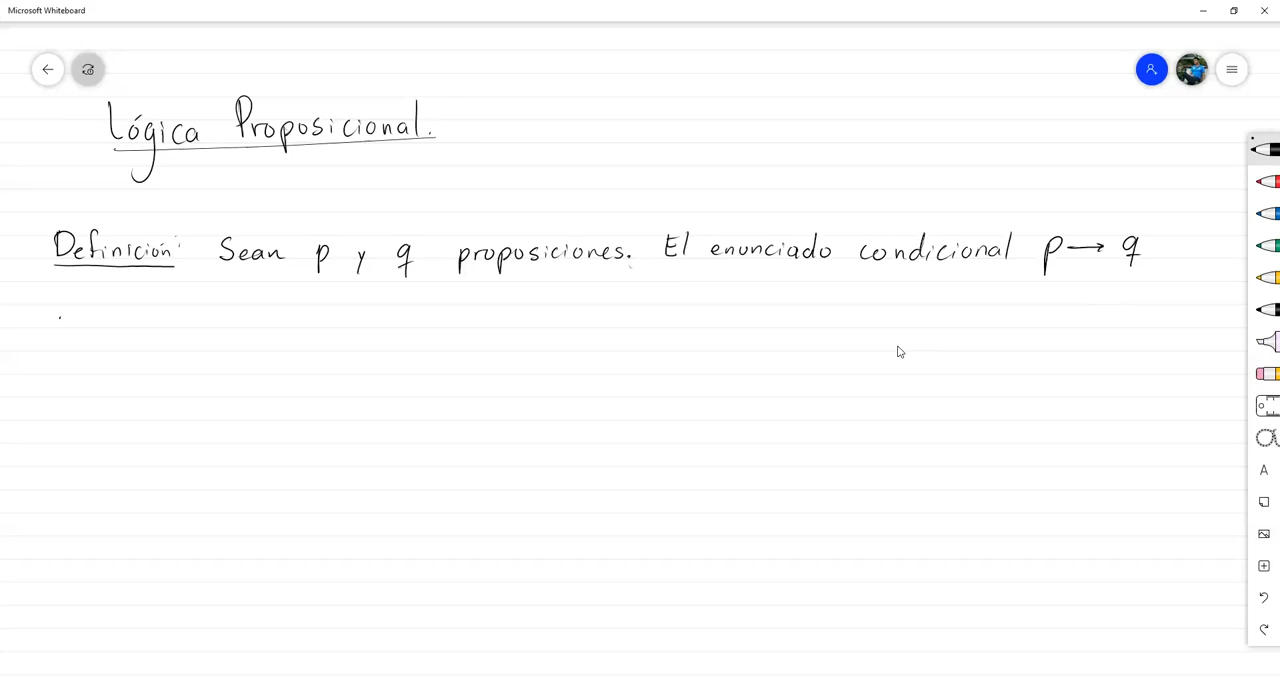 Microsoft Whiteboard
Lógica Proposicional.
Definición: Sean p y q proposiciones. El enunciado condicional p → q
A